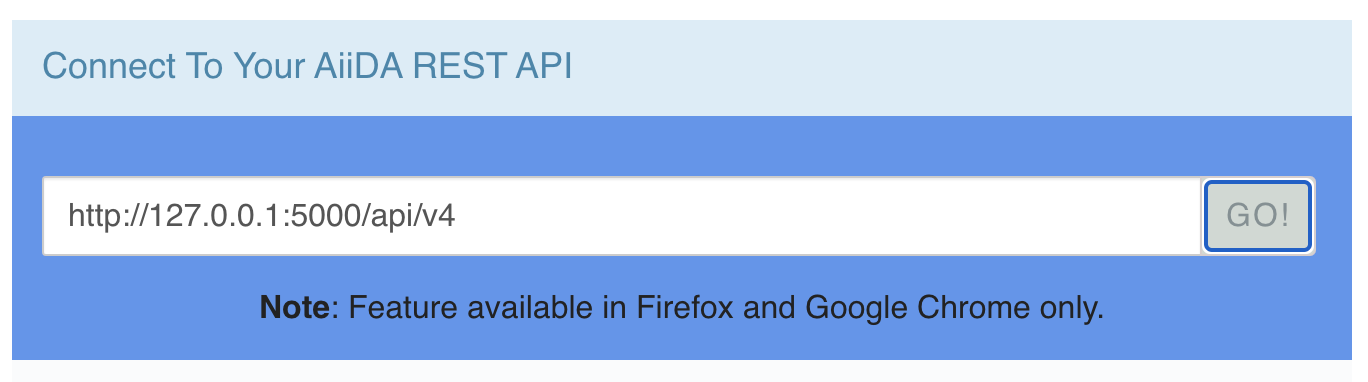 Connect To Your AiiDA REST API
http://127.0.0.1:5000/api/v4
GO!
Note: Feature available in Firefox and Google Chrome only.